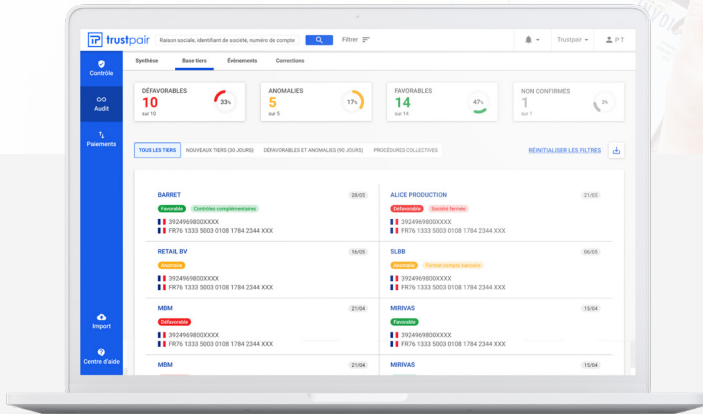 trustpair
Raison sociale, identifiant de société, numéro de compte
Filtrer
Trustpair
P T
Contrôle
Audit
Paiements
Import
Centre d'aide
Synthèse
Base tiers
Évènements
Corrections
DÉFAVORABLES
10
sur 10
33%
ANOMALIES
5
sur 5
17%
FAVORABLES
14
sur 14
47%
NON CONFIRMES
1
sur 1
3%
TOUS LES TIERS
NOUVEAUX TIERS (30 JOURS)
DÉFAVORABLES ET ANOMALIES (90 JOURS)
PROCÉDURES COLLECTIVES
RÉINITIALISER LES FILTRES
BARRET
28/05
Favorable
Contrôles complémentaires
3924969800XXXX
FR76 1333 5003 0108 1784 2344 XXX
ALICE PRODUCTION
21/05
Défavorable
Société fermée
3924969800XXXX
FR76 1333 5003 0108 1784 2344 XXX
RETAIL BV
16/05
Anomalie
3924969800XXXX
FR76 1333 5003 0108 1784 2344 XXX
SLBB
06/05
Anomalie
Format compte bancaire
3924969800XXXX
FR76 1333 5003 0108 1784 2344 XXX
MBM
21/04
Défavorable
3924969800XXXX
FR76 1333 5003 0108 1784 2344 XXX
MIRIVAS
15/04
Favorable
3924969800XXXX
FR76 1333 5003 0108 1784 2344 XXX
MBM
21/04
MIRIVAS
15/04